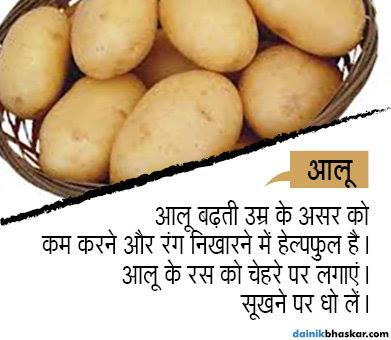 आलू
आलू बढ़ती उम्र के असर को
कम करने और रंग निखारने में हेल्पफुल है।
आलू के रस को चेहरे पर लगाएं।
सूखने पर धो लें।
dainikbhaskar.com